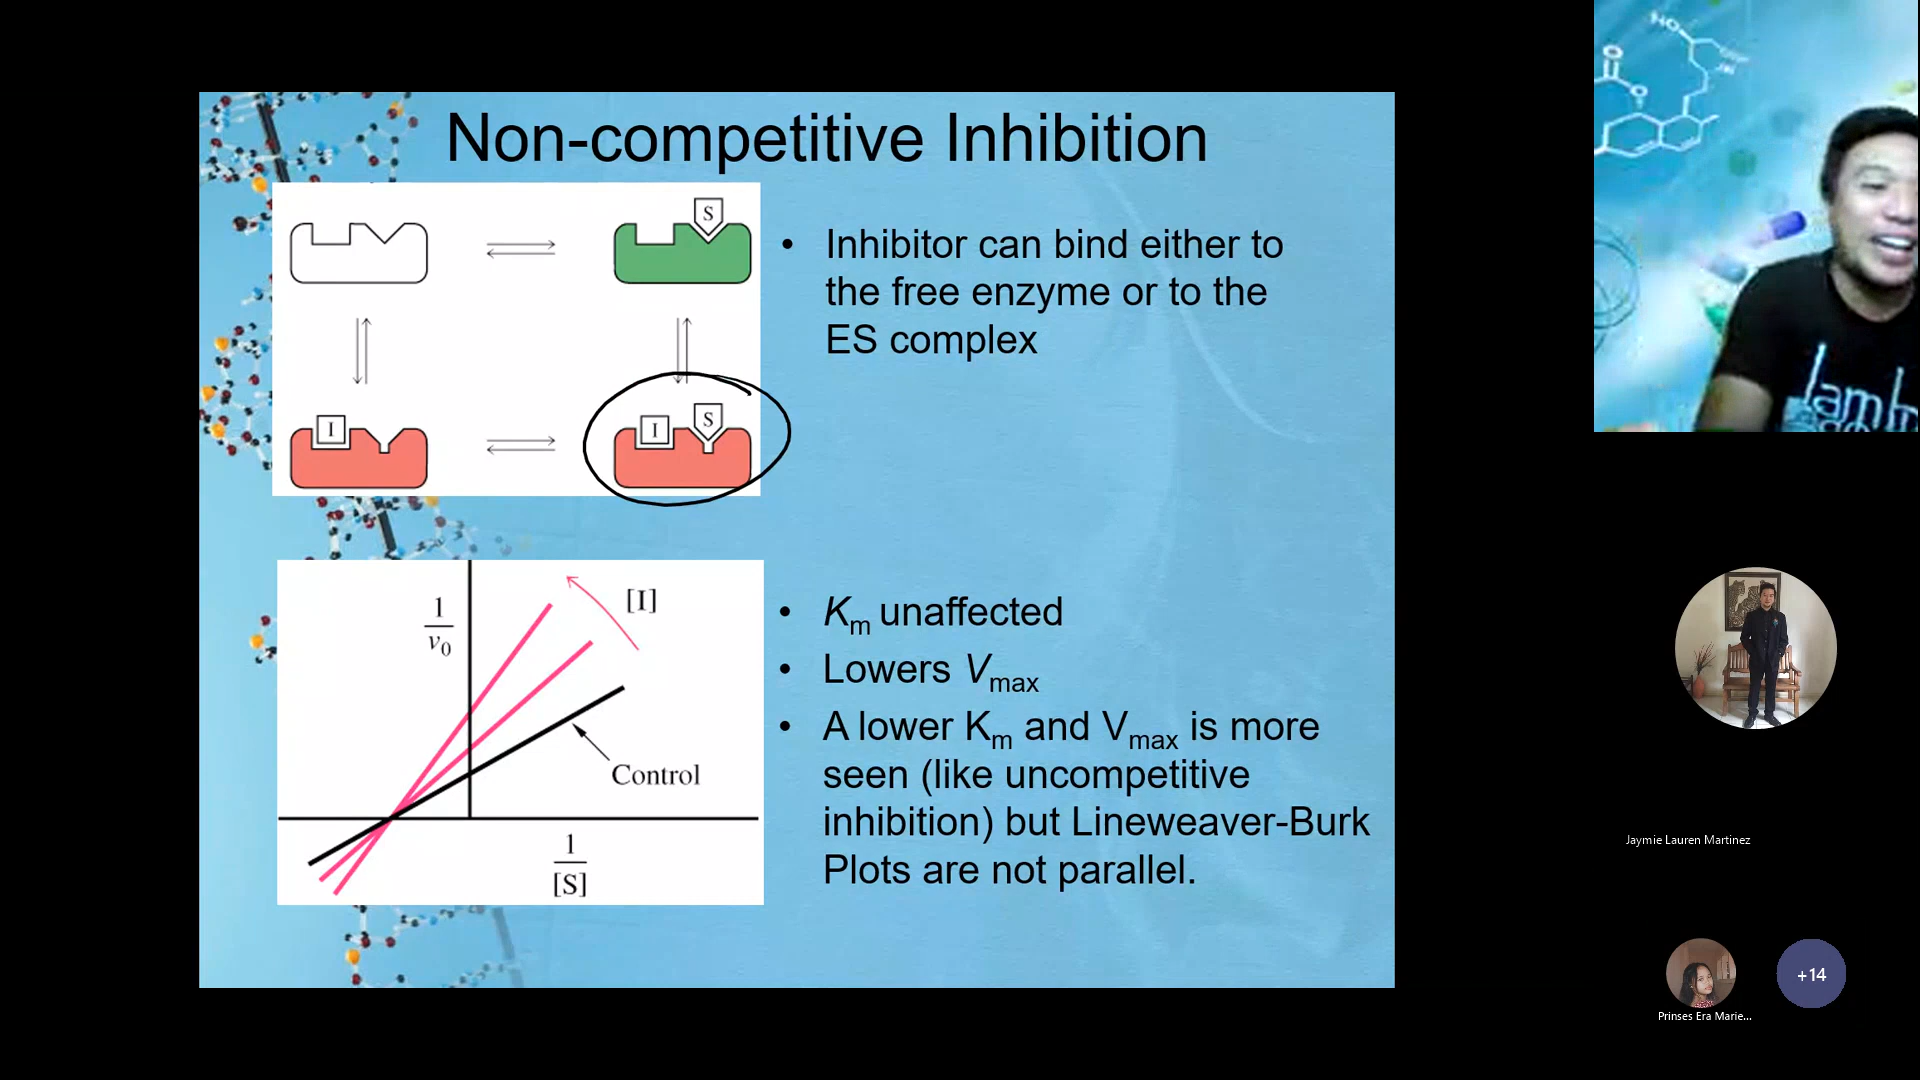 Non-competitive Inhibition
S
• Inhibitor can bind either to
the free enzyme or to the
ES complex
I
I S
1
v0
[I]
Control
1
[S]
• Km unaffected
• Lowers Vmax
• A lower Km and Vmax is more
seen (like uncompetitive
inhibition) but Lineweaver-Burk
Plots are not parallel.
HO
O
O
lamb
Jaymie Lauren Martinez
Prinses Era Marie...
+14